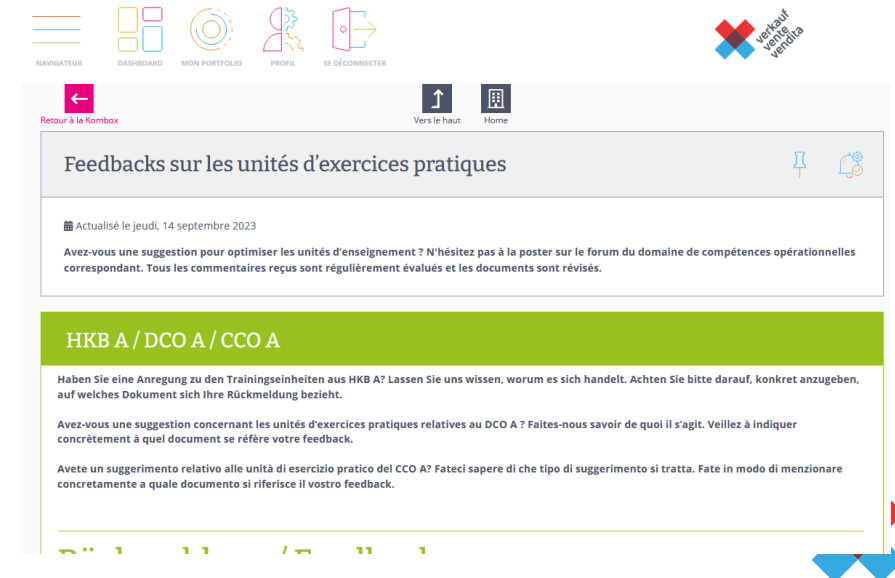 NAVIGATEUR DASHBOARD MON PORTFOLIO PROFIL SE DÉCONNECTER
verkauf
vente
vendita
Retour à la Kombox Vers le haut Home
Feedbacks sur les unités d’exercices pratiques
Actualisé le jeudi, 14 septembre 2023
Avez-vous une suggestion pour optimiser les unités d’enseignement ? N'hésitez pas à la poster sur le forum du domaine de compétences opérationnelles
correspondant. Tous les commentaires reçus sont régulièrement évalués et les documents sont révisés.
HKB A / DCO A / CCO A
Haben Sie eine Anregung zu den Trainingseinheiten aus HKB A? Lassen Sie uns wissen, worum es sich handelt. Achten Sie bitte darauf, konkret anzugeben,
auf welches Dokument sich Ihre Rückmeldung bezieht.
Avez-vous une suggestion concernant les unités d’exercices pratiques relatives au DCO A ? Faites-nous savoir de quoi il s’agit. Veillez à indiquer
concrètement à quel document se réfère votre feedback.
Avete un suggerimento relativo alle unità di esercizio pratico del CCO A? Fateci sapere di che tipo di suggerimento si tratta. Fate in modo di menzionare
concretamente a quale documento si riferisce il vostro feedback.